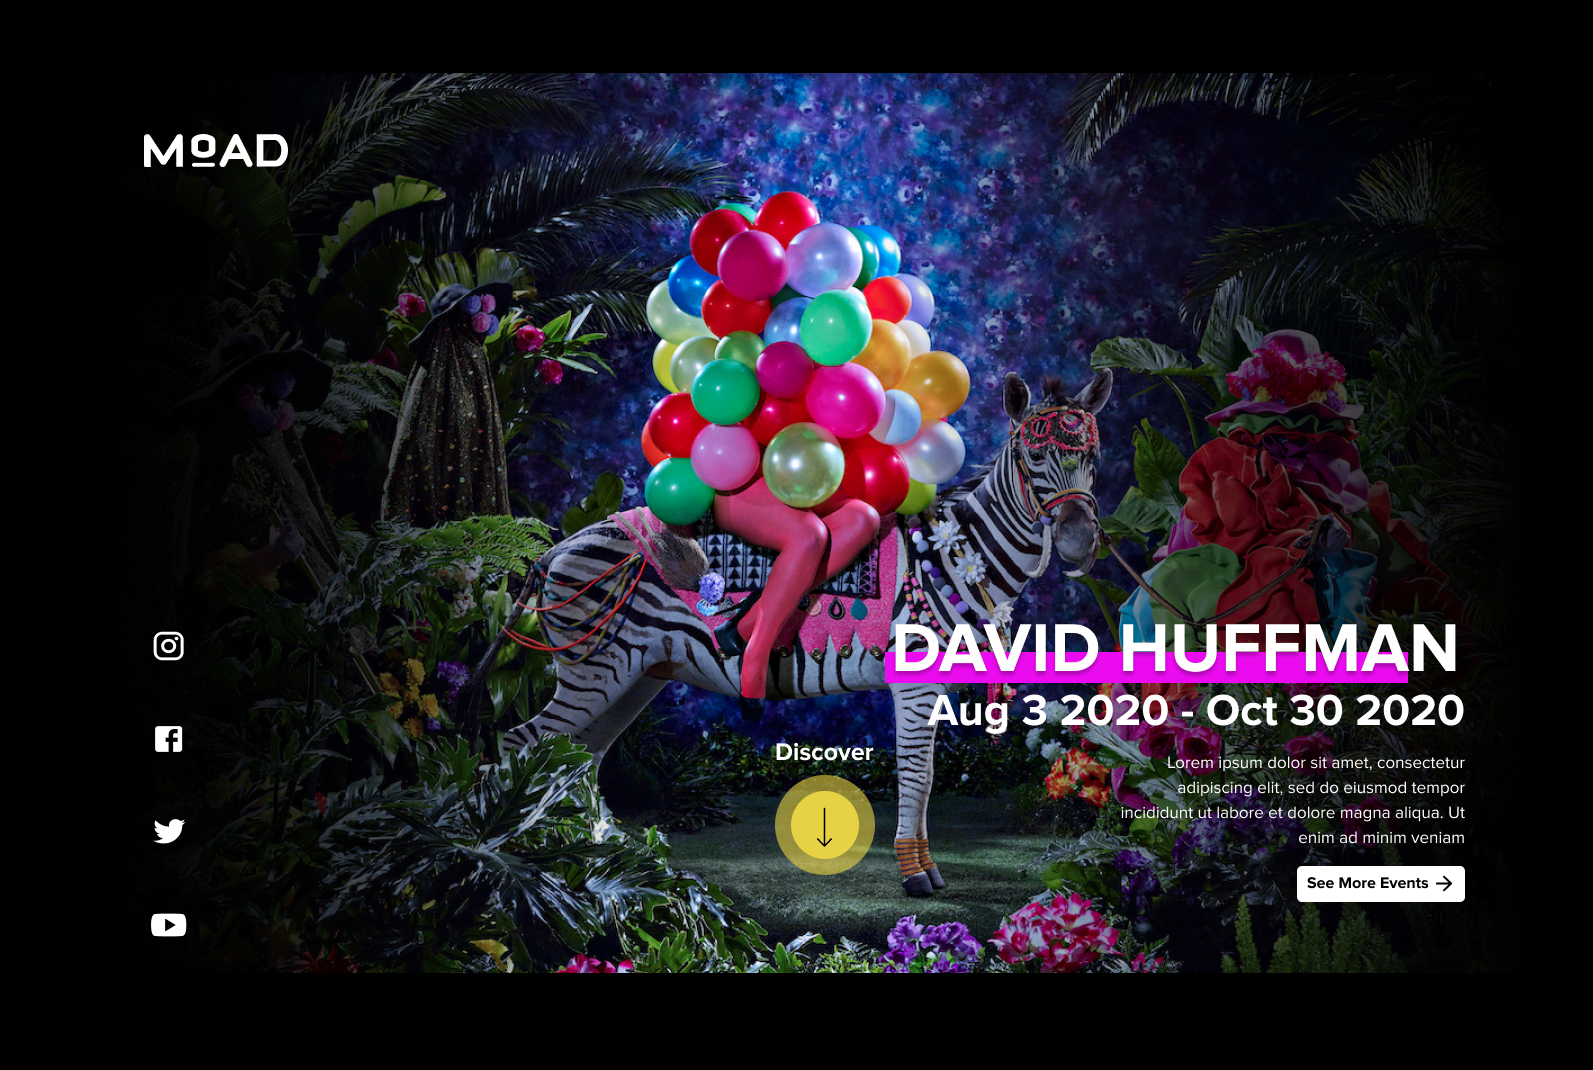 MOAD
DAVID HUFFMAN
Aug 3 2020 - Oct 30 2020
Discover
Lorem ipsum dolor sit amet, consectetur
adipiscing elit, sed do eiusmod tempor
incididunt ut labore et dolore magna aliqua. Ut
enim ad minim veniam
See More Events